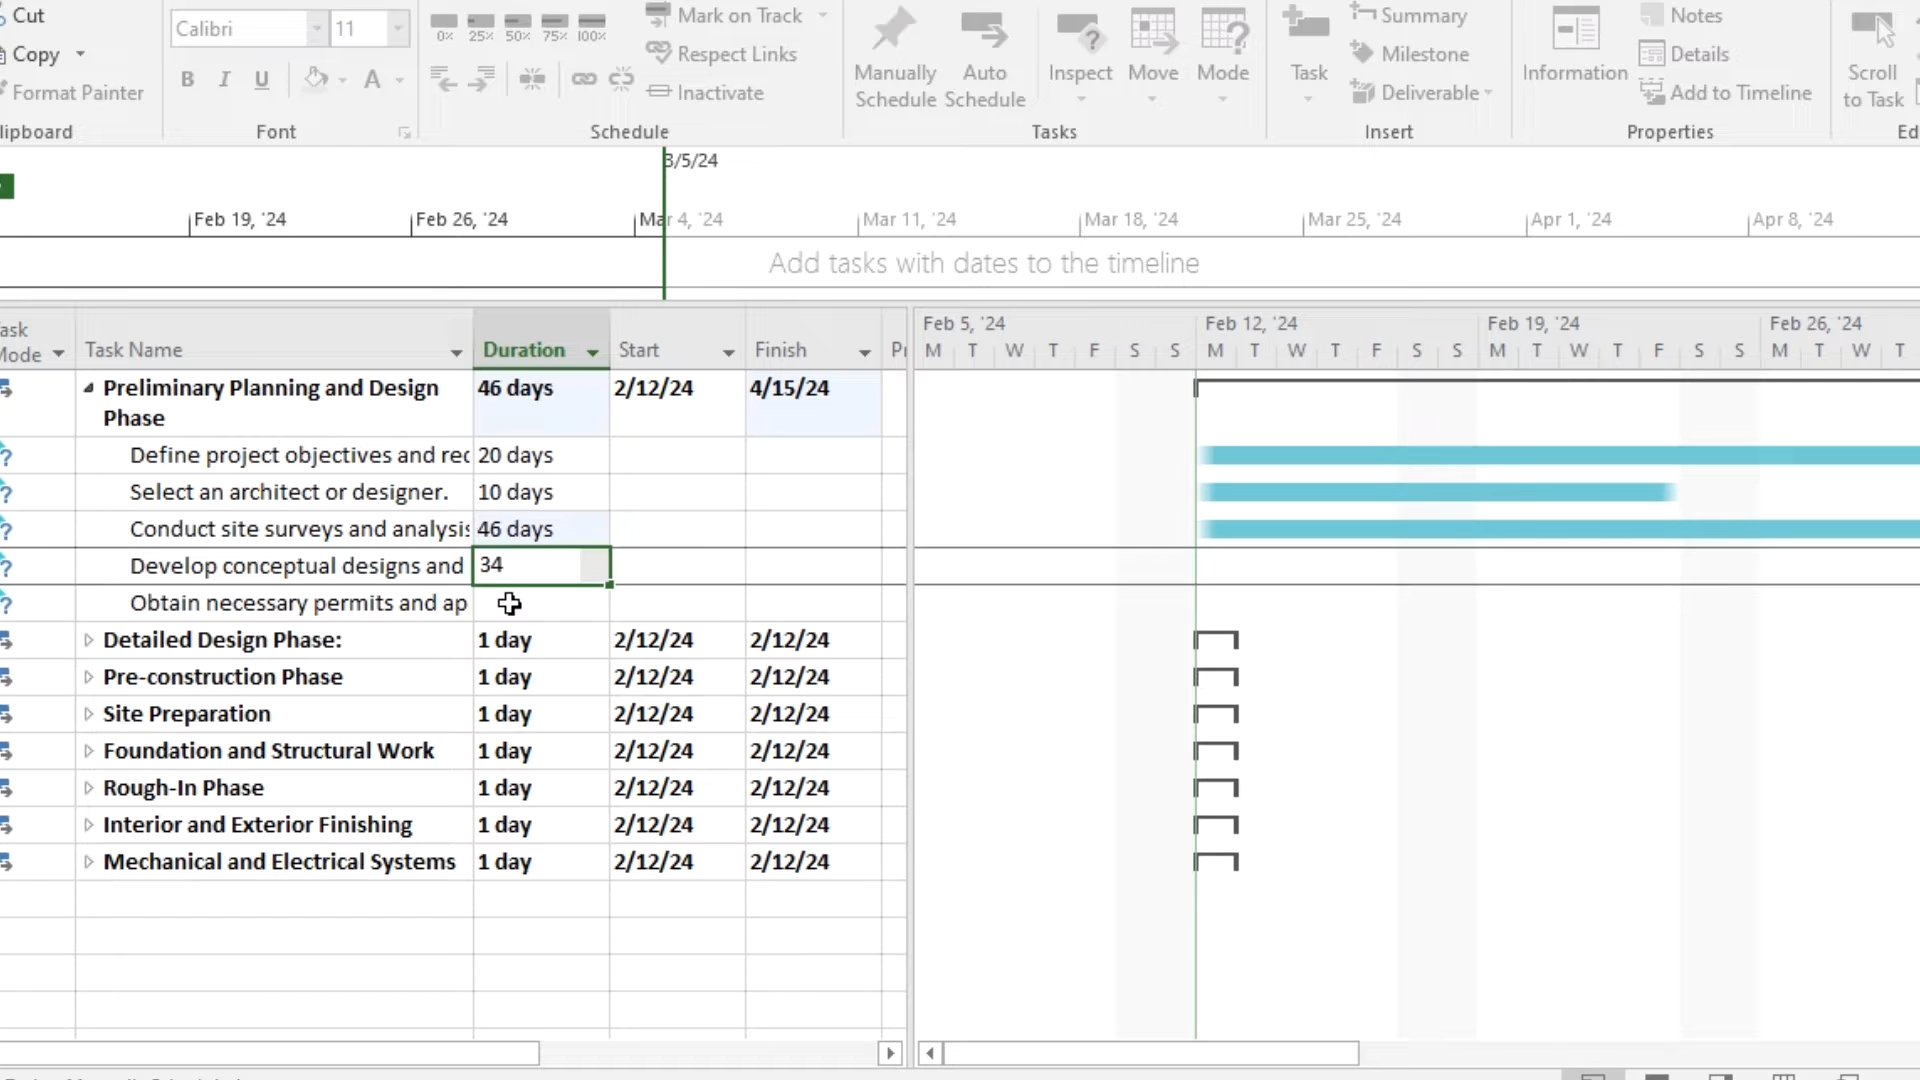 Cut
Calibri
11
0% 25% 50% 75% 100%
Mark on Track
Summary
Notes
Copy
Respect Links
Manually Schedule
Auto Schedule
Inspect
Move
Mode
Task
Milestone
Information
Details
Scroll to Task
Format Painter
B I U A
Inactivate
Deliverable
Add to Timeline
lipboard
Font
Schedule
Tasks
Insert
Properties
Ed
3/5/24
Feb 19, '24 Feb 26, '24 Mar 4, '24 Mar 11, '24 Mar 18, '24 Mar 25, '24 Apr 1, '24 Apr 8, '24
Add tasks with dates to the timeline
ask Mode Task Name Duration Start Finish Pr
Feb 5, '24 Feb 12, '24 Feb 19, '24 Feb 26, '24
M T W T F S S M T W T F S S M T W T F S S M T W T
Preliminary Planning and Design Phase 46 days 2/12/24 4/15/24
Define project objectives and rec 20 days
Select an architect or designer. 10 days
Conduct site surveys and analysis 46 days
Develop conceptual designs and 34
Obtain necessary permits and ap
Detailed Design Phase: 1 day 2/12/24 2/12/24
Pre-construction Phase 1 day 2/12/24 2/12/24
Site Preparation 1 day 2/12/24 2/12/24
Foundation and Structural Work 1 day 2/12/24 2/12/24
Rough-In Phase 1 day 2/12/24 2/12/24
Interior and Exterior Finishing 1 day 2/12/24 2/12/24
Mechanical and Electrical Systems 1 day 2/12/24 2/12/24